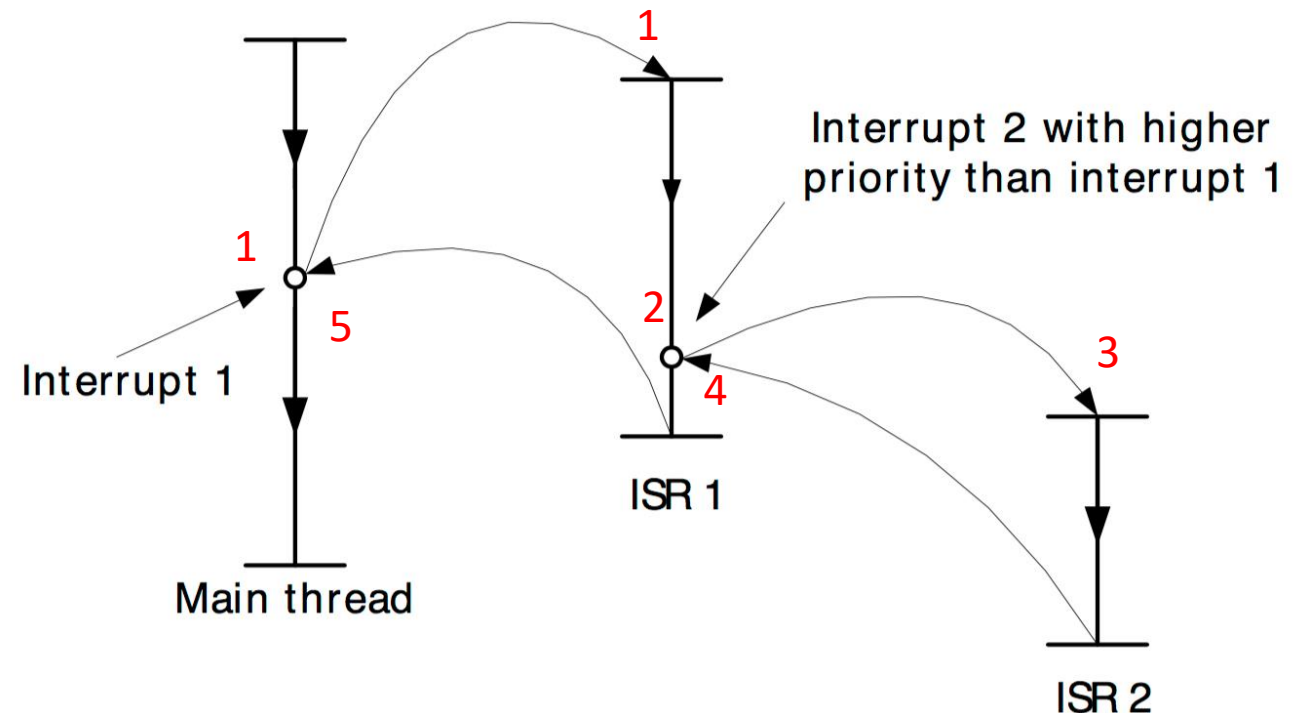 1
Interrupt 2 with higher
priority than interrupt 1
1
2
5
3
Interrupt 1
4
ISR 1
Main thread
ISR 2